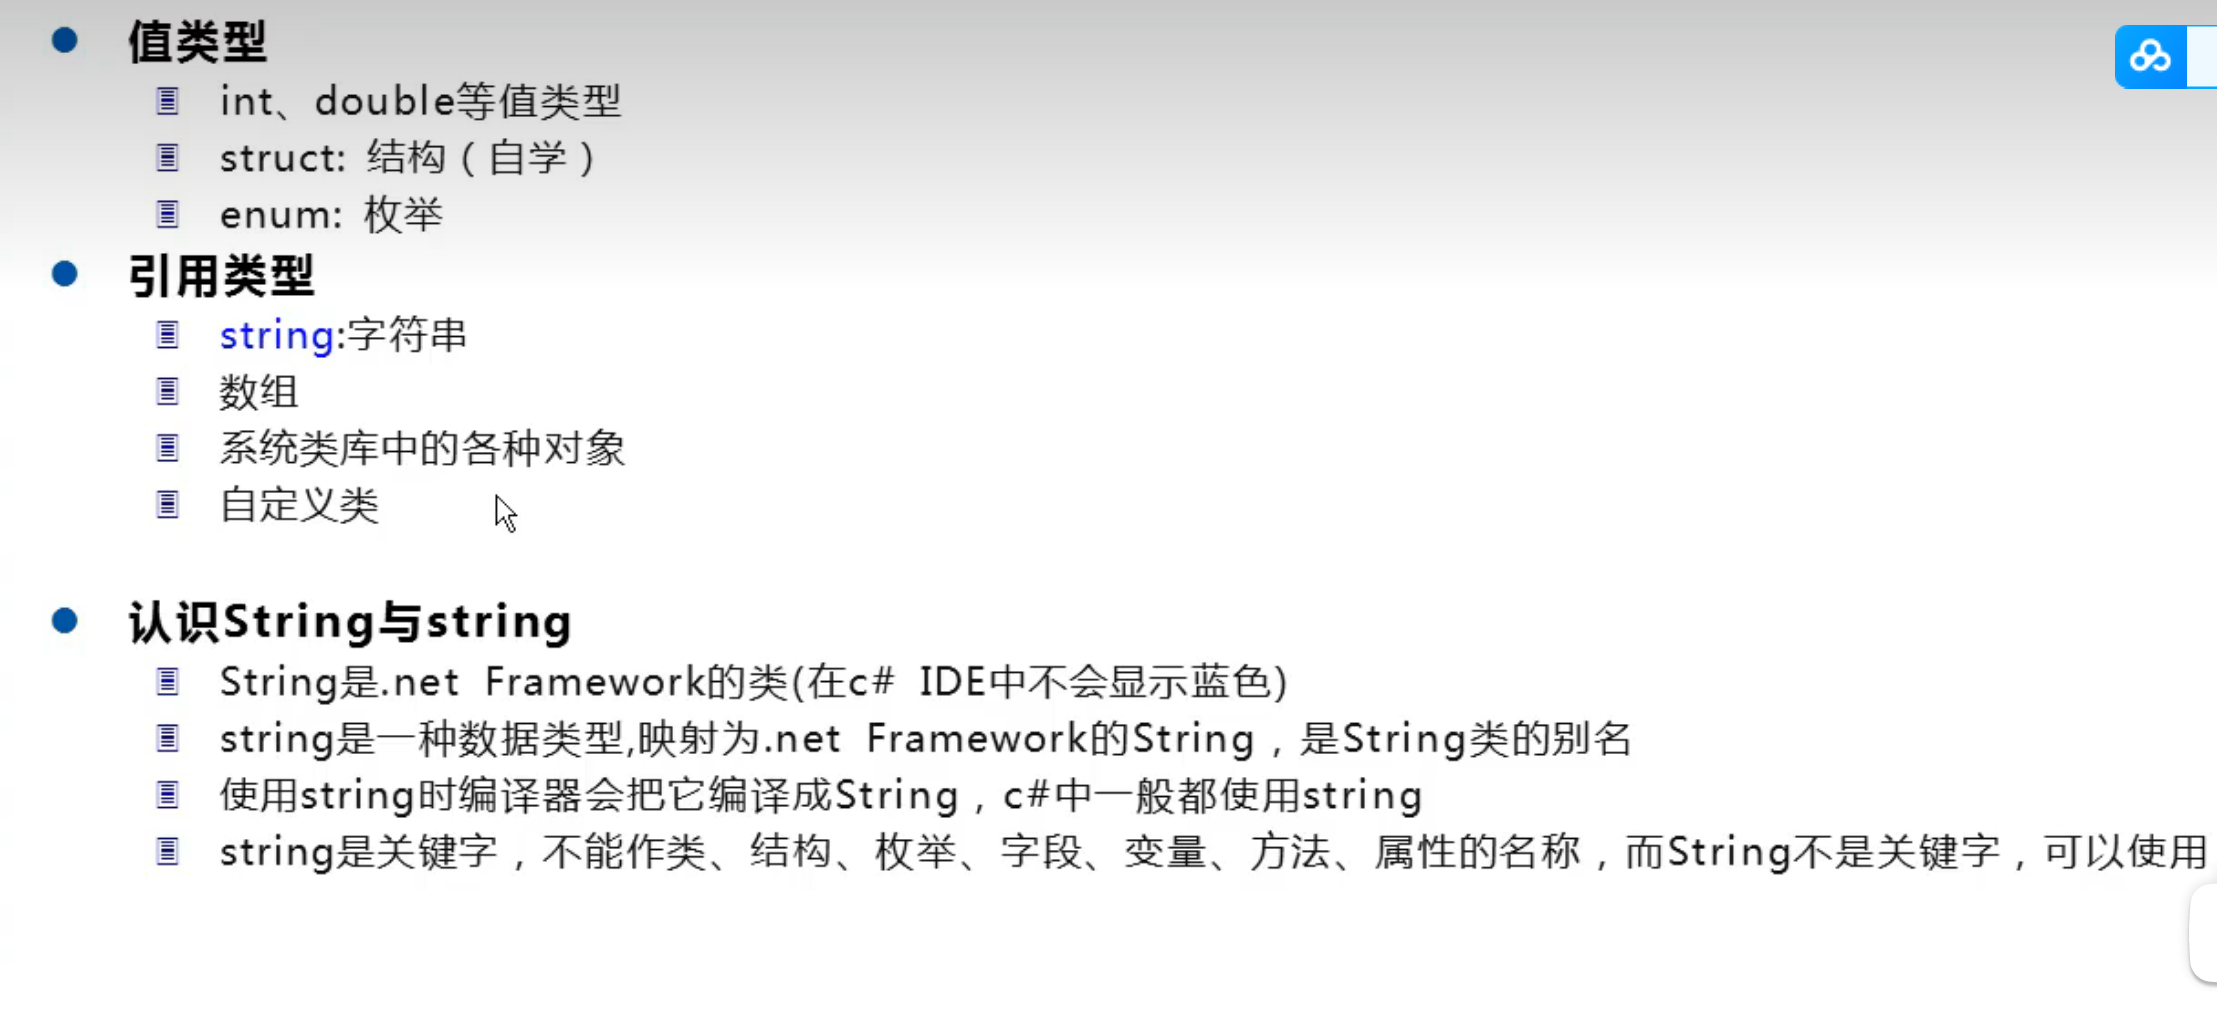 值类型
int、double等值类型
struct: 结构（自学）
enum: 枚举
引用类型
string:字符串
数组
系统类库中的各种对象
自定义类
认识String与string
String是.net Framework的类(在c# IDE中不会显示蓝色)
string是一种数据类型,映射为.net Framework的String，是String类的别名
使用string时编译器会把它编译成String，c#中一般都使用string
string是关键字，不能作类、结构、枚举、字段、变量、方法、属性的名称，而String不是关键字，可以使用